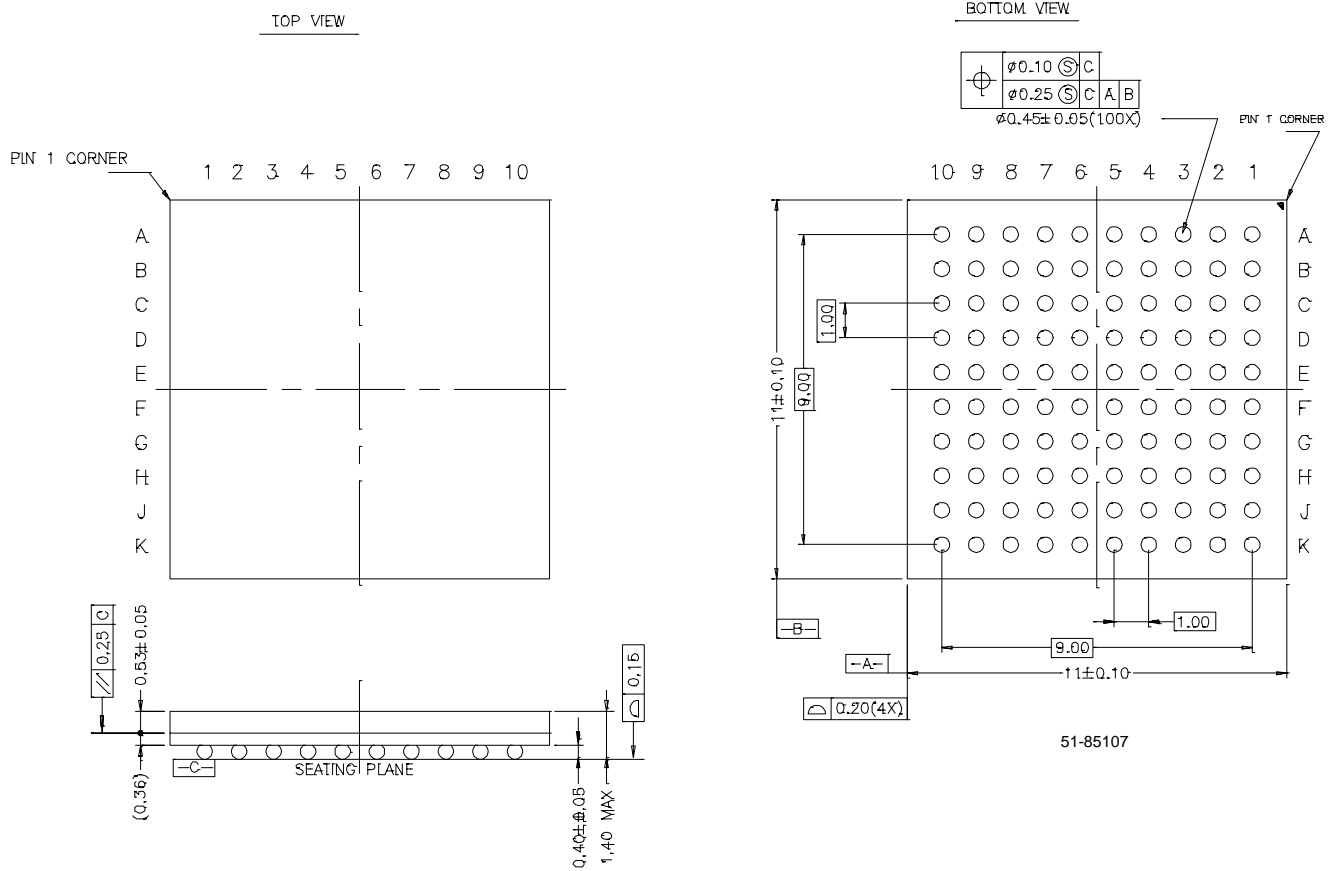 TOP VIEW
BOTTOM VIEW
ø0.10 Ⓢ C
ø0.25 Ⓢ C A B
ø0.45±0.05(100X)
PIN 1 CORNER
PIN 1 CORNER
1 2 3 4 5 6 7 8 9 10
10 9 8 7 6 5 4 3 2 1
A
B
C
D
E
F
G
H
J
K
A
B
C
D
E
F
G
H
J
K
1.00
9.00
11±0.10
-B-
1.00
9.00
-A-
11±0.10
0.20(4X)
51-85107
// 0.25 C
0.53±0.05
0.15
-C-
SEATING PLANE
(0.36)
0.40±0.05
1.40 MAX